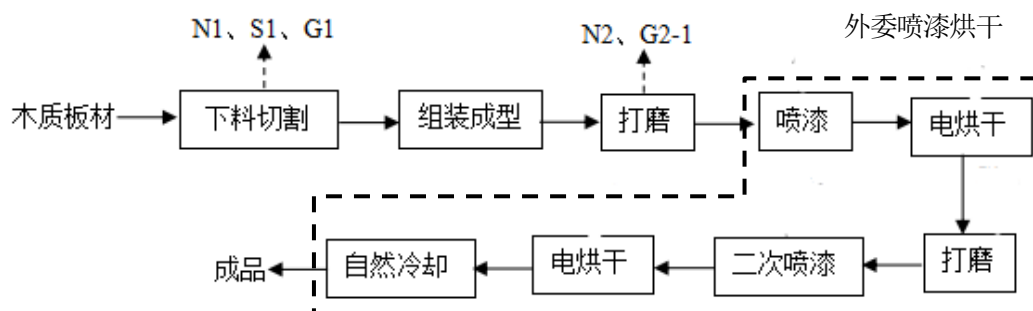 N1、S1、G1
N2、G2-1
外委喷漆烘干
木质板材
下料切割
组装成型
打磨
喷漆
电烘干
成品
自然冷却
电烘干
二次喷漆
打磨